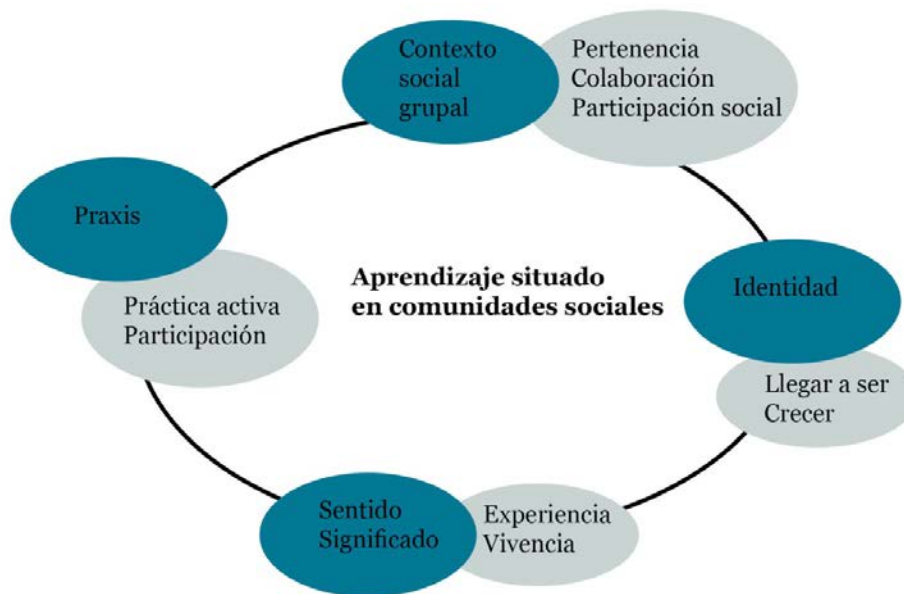 Contexto
social
grupal
Pertenencia
Colaboración
Participación social
Praxis
Práctica activa
Participación
Aprendizaje situado
en comunidades sociales
Identidad
Llegar a ser
Crecer
Sentido
Significado
Experiencia
Vivencia